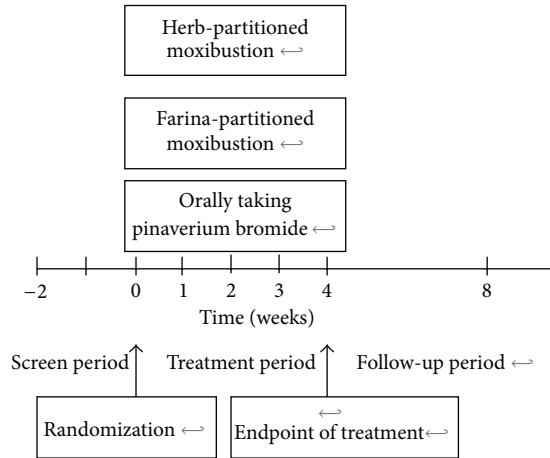 Herb-partitioned
moxibustion ↩
Farina-partitioned
moxibustion ↩
Orally taking
pinaverium bromide ↩
−2 0 1 2 3 4 8
Time (weeks)
Screen period Treatment period Follow-up period ↩
Randomization ↩
↩
Endpoint of treatment↩